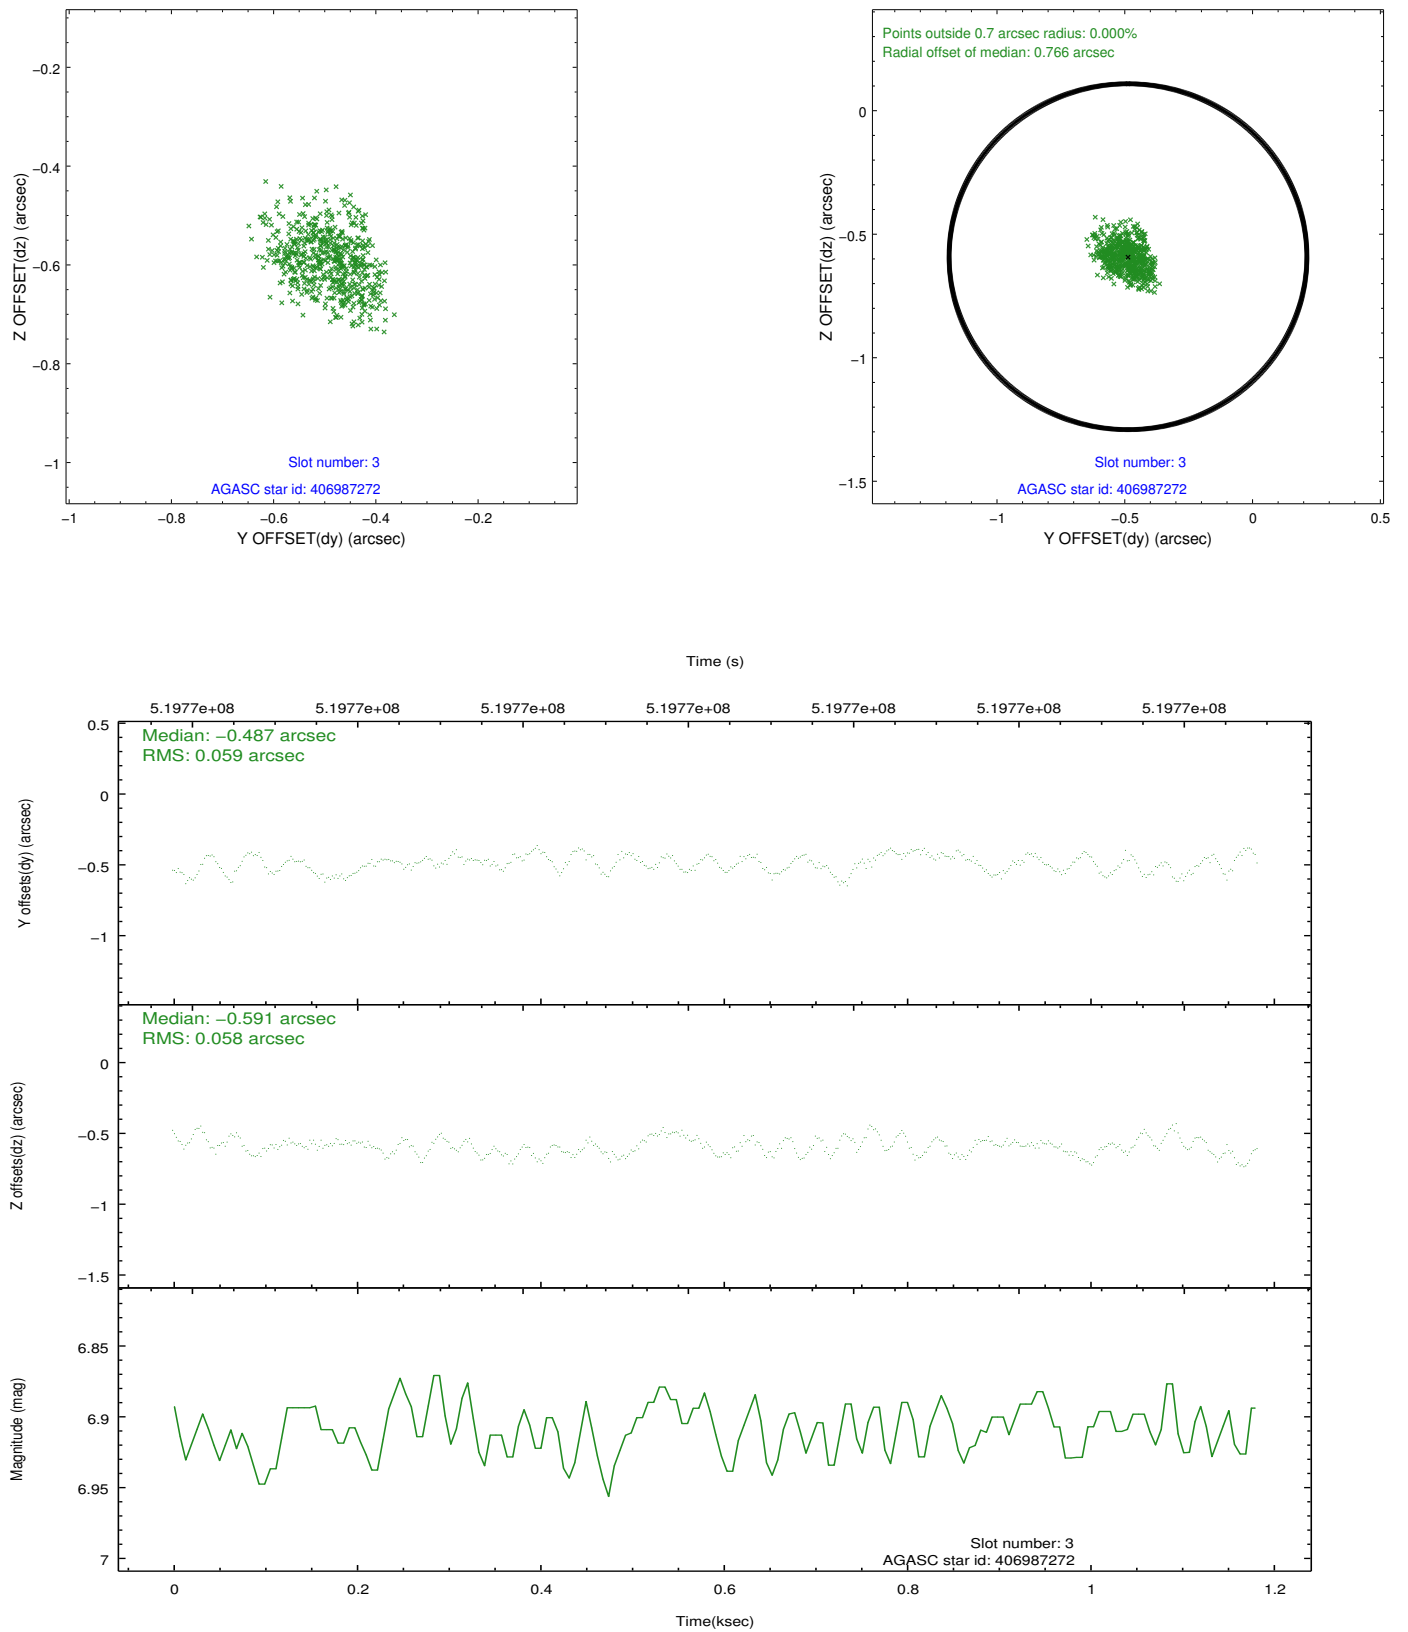 −0.2
−0.4
−0.6
−0.8
−1
Z OFFSET(dz) (arcsec)
Slot number: 3
AGASC star id: 406987272
−1 −0.8 −0.6 −0.4 −0.2
Y OFFSET(dy) (arcsec)
Points outside 0.7 arcsec radius: 0.000%
Radial offset of median: 0.766 arcsec
0
−0.5
−1
−1.5
Z OFFSET(dz) (arcsec)
Slot number: 3
AGASC star id: 406987272
−1 −0.5 0 0.5
Y OFFSET(dy) (arcsec)
Time (s)
5.1977e+08 5.1977e+08 5.1977e+08 5.1977e+08 5.1977e+08 5.1977e+08 5.1977e+08
Median: −0.487 arcsec
RMS: 0.059 arcsec
0.5
0
−0.5
−1
Y offsets(dy) (arcsec)
Median: −0.591 arcsec
RMS: 0.058 arcsec
0
−0.5
−1
−1.5
Z offsets(dz) (arcsec)
6.85
6.9
6.95
7
Magnitude (mag)
Slot number: 3
AGASC star id: 406987272
0 0.2 0.4 0.6 0.8 1 1.2
Time(ksec)